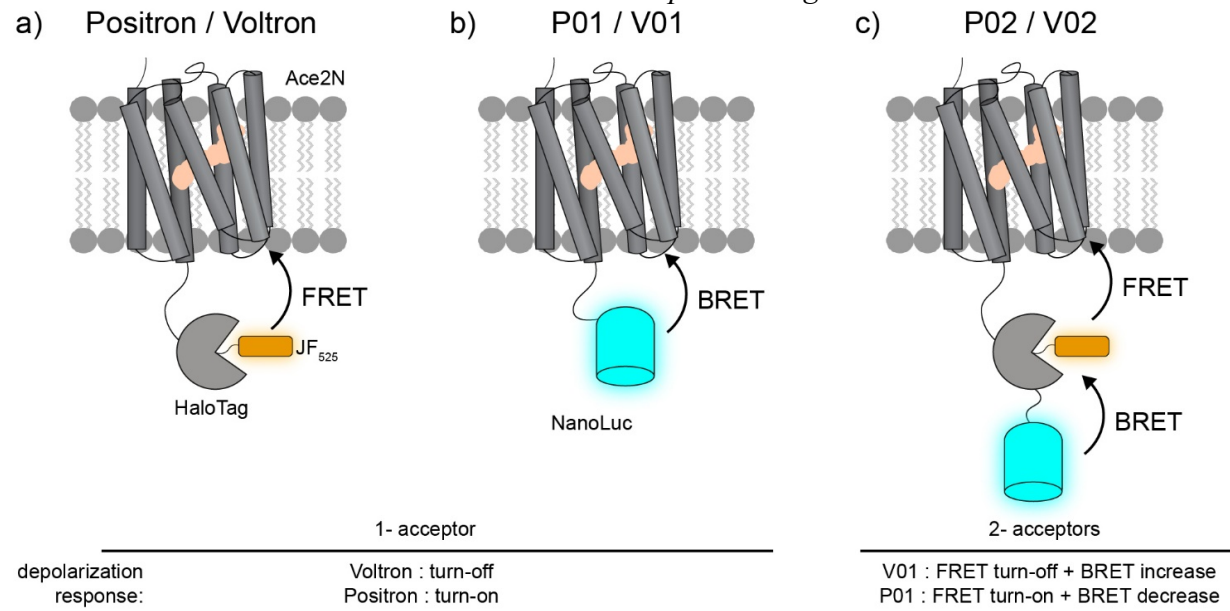 a) Positron / Voltron
b) P01 / V01
c) P02 / V02
Ace2N
FRET
JF525
HaloTag
BRET
NanoLuc
FRET
BRET
1- acceptor
2- acceptors
depolarization
response:
Voltron : turn-off
Positron : turn-on
V01 : FRET turn-off + BRET increase
P01 : FRET turn-on + BRET decrease